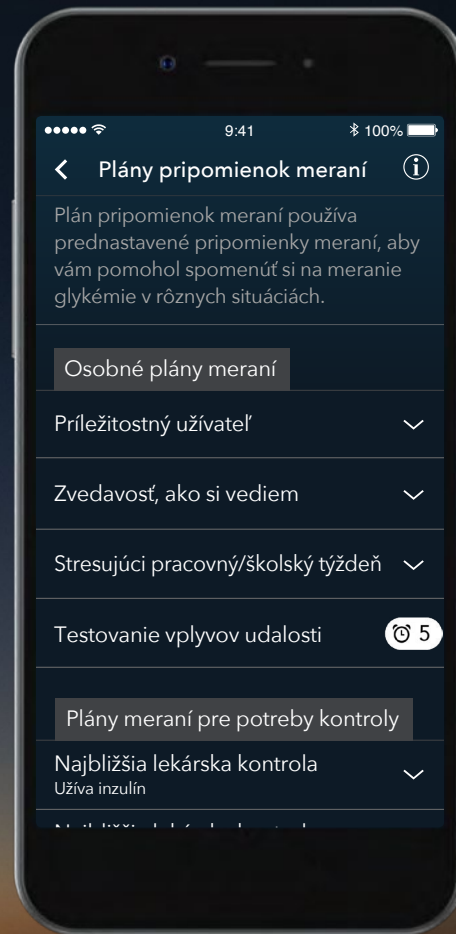 9:41
100%
Plány pripomienok meraní
Plán pripomienok meraní používa
prednastavené pripomienky meraní, aby
vám pomohol spomenúť si na meranie
glykémie v rôznych situáciách.
Osobné plány meraní
Príležitostný užívateľ
Zvedavosť, ako si vediem
Stresujúci pracovný/školský týždeň
Testovanie vplyvov udalosti
5
Plány meraní pre potreby kontroly
Najbližšia lekárska kontrola
Užíva inzulín